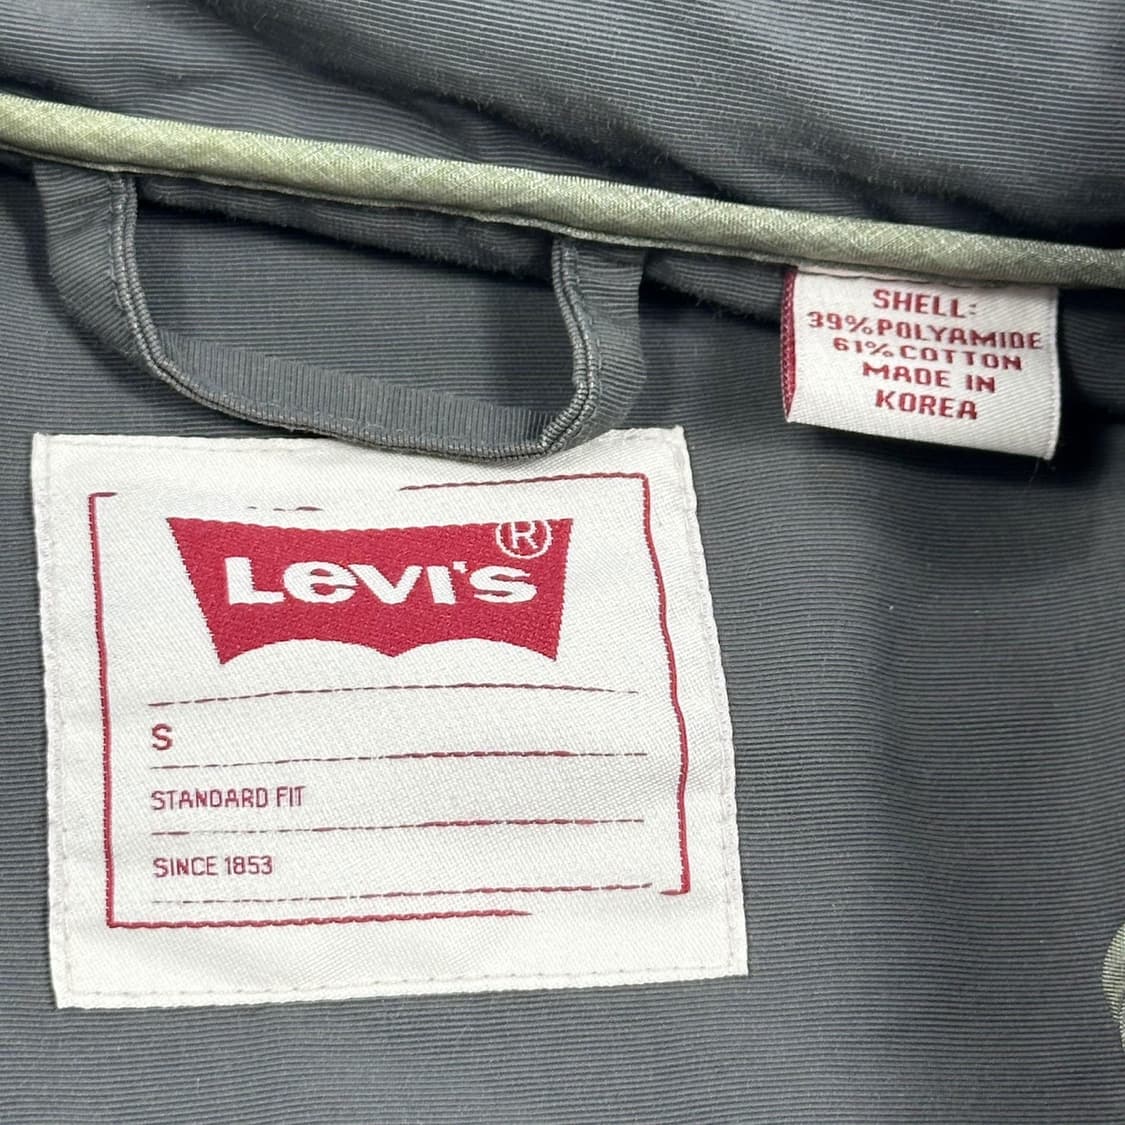 SHELL:
39% POLYAMIDE
61% COTTON
MADE IN
KOREA
Levi's ®
S
STANDARD FIT
SINCE 1853